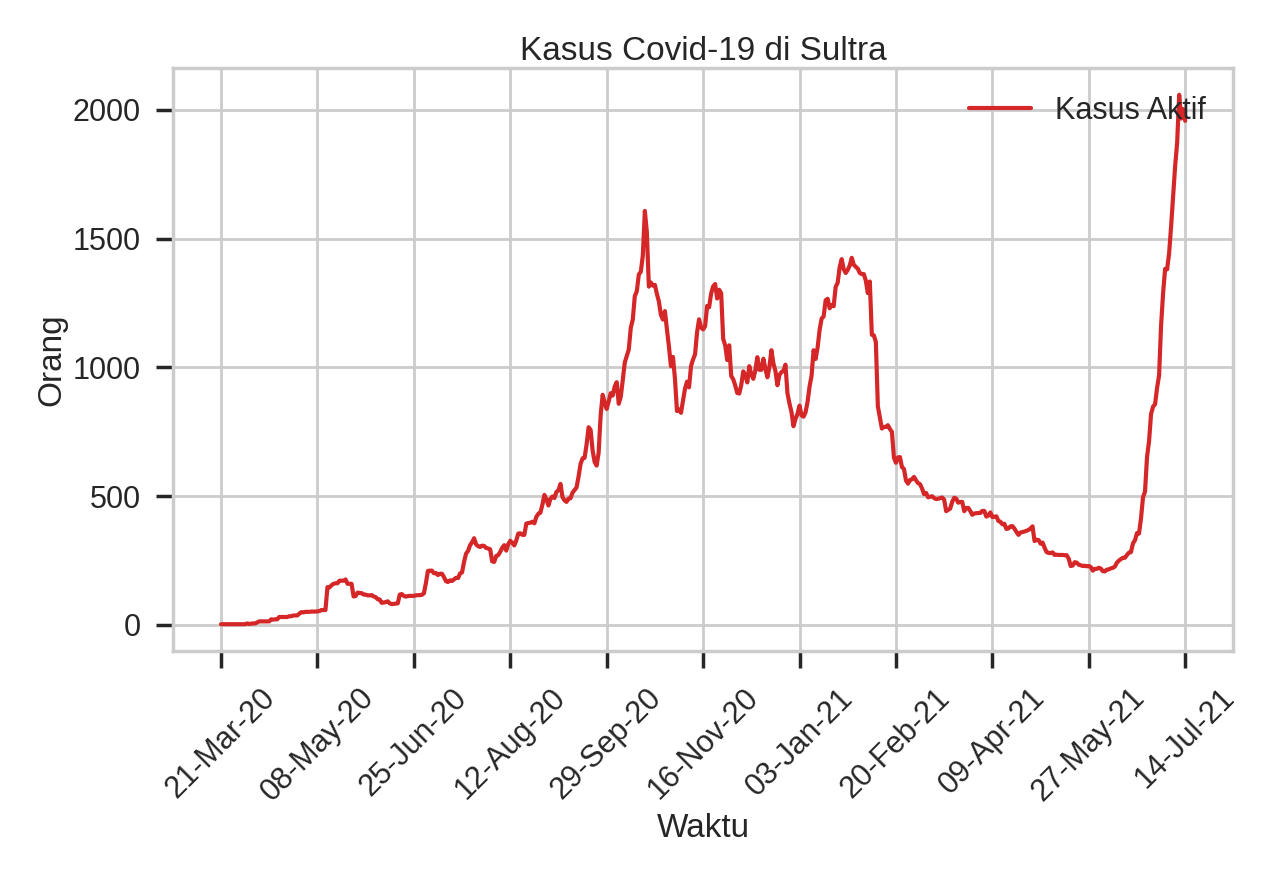 Kasus Covid-19 di Sultra
Kasus Aktif
2000
1500
1000
500
0
Orang
21-Mar-20
08-May-20
25-Jun-20
12-Aug-20
29-Sep-20
16-Nov-20
03-Jan-21
20-Feb-21
09-Apr-21
27-May-21
14-Jul-21
Waktu